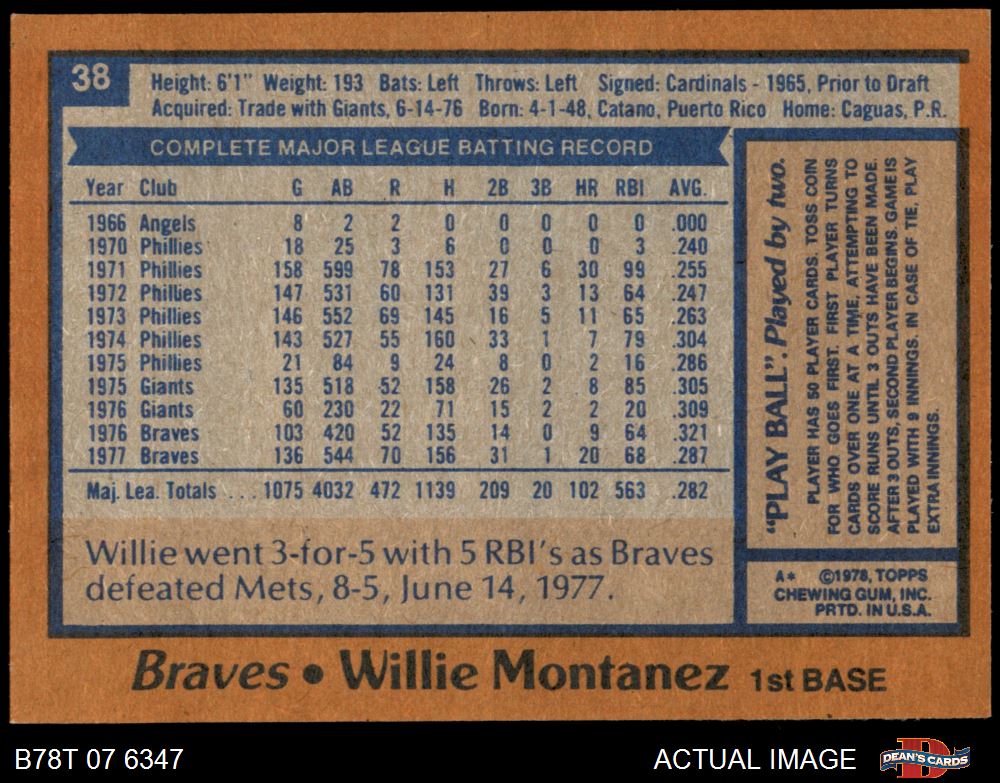 38
Height: 6'1" Weight: 193 Bats: Left Throws: Left Signed: Cardinals - 1965, Prior to Draft
Acquired: Trade with Giants, 6-14-76 Born: 4-1-48, Catano, Puerto Rico Home: Caguas, P.R.
COMPLETE MAJOR LEAGUE BATTING RECORD
Year Club G AB R H 2B 3B HR RBI AVG.
1966 Angels 8 2 2 0 0 0 0 0 .000
1970 Phillies 18 25 3 6 0 0 0 3 .240
1971 Phillies 158 599 78 153 27 6 30 99 .255
1972 Phillies 147 531 60 131 39 3 13 64 .247
1973 Phillies 146 552 69 145 16 5 11 65 .263
1974 Phillies 143 527 55 160 33 1 7 79 .304
1975 Phillies 21 84 9 24 8 0 2 16 .286
1975 Giants 135 518 52 158 26 2 8 85 .305
1976 Giants 60 230 22 71 15 2 2 20 .309
1976 Braves 103 420 52 135 14 0 9 64 .321
1977 Braves 136 544 70 156 31 1 20 68 .287
Maj. Lea. Totals ... 1075 4032 472 1139 209 20 102 563 .282
Willie went 3-for-5 with 5 RBI's as Braves
defeated Mets, 8-5, June 14, 1977.
"PLAY BALL". Played by two.
PLAYER HAS 50 PLAYER CARDS. TOSS COIN
FOR WHO GOES FIRST. FIRST PLAYER TURNS
CARDS OVER ONE AT A TIME, ATTEMPTING TO
SCORE RUNS UNTIL 3 OUTS HAVE BEEN MADE.
AFTER 3 OUTS, SECOND PLAYER BEGINS. GAME IS
PLAYED WITH 9 INNINGS. IN CASE OF TIE, PLAY
EXTRA INNINGS.
A* ©1978, TOPPS
CHEWING GUM, INC.
PRTD. IN U.S.A.
Braves • Willie Montanez 1st BASE
B78T 07 6347
ACTUAL IMAGE
DEAN'S CARDS